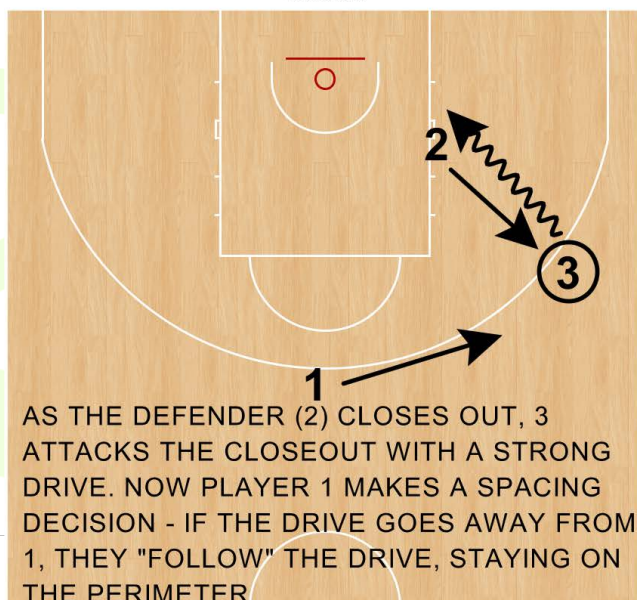 2
3
1
AS THE DEFENDER (2) CLOSES OUT, 3
ATTACKS THE CLOSEOUT WITH A STRONG
DRIVE. NOW PLAYER 1 MAKES A SPACING
DECISION - IF THE DRIVE GOES AWAY FROM
1, THEY "FOLLOW" THE DRIVE, STAYING ON
THE PERIMETER